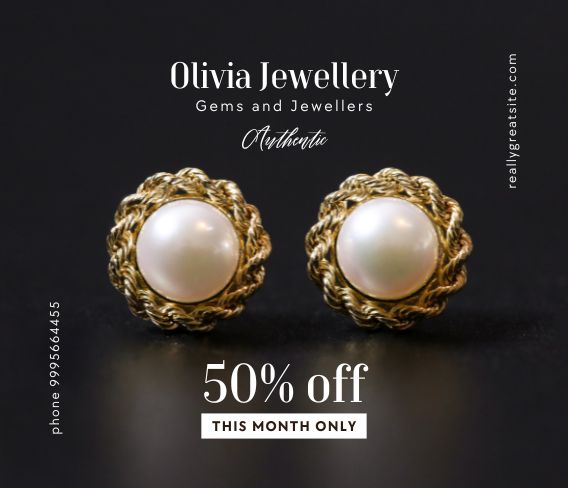 Olivia Jewellery
Gems and Jewellers
Authentic
reallygreatsite.com
phone 9995664455
50% off
THIS MONTH ONLY